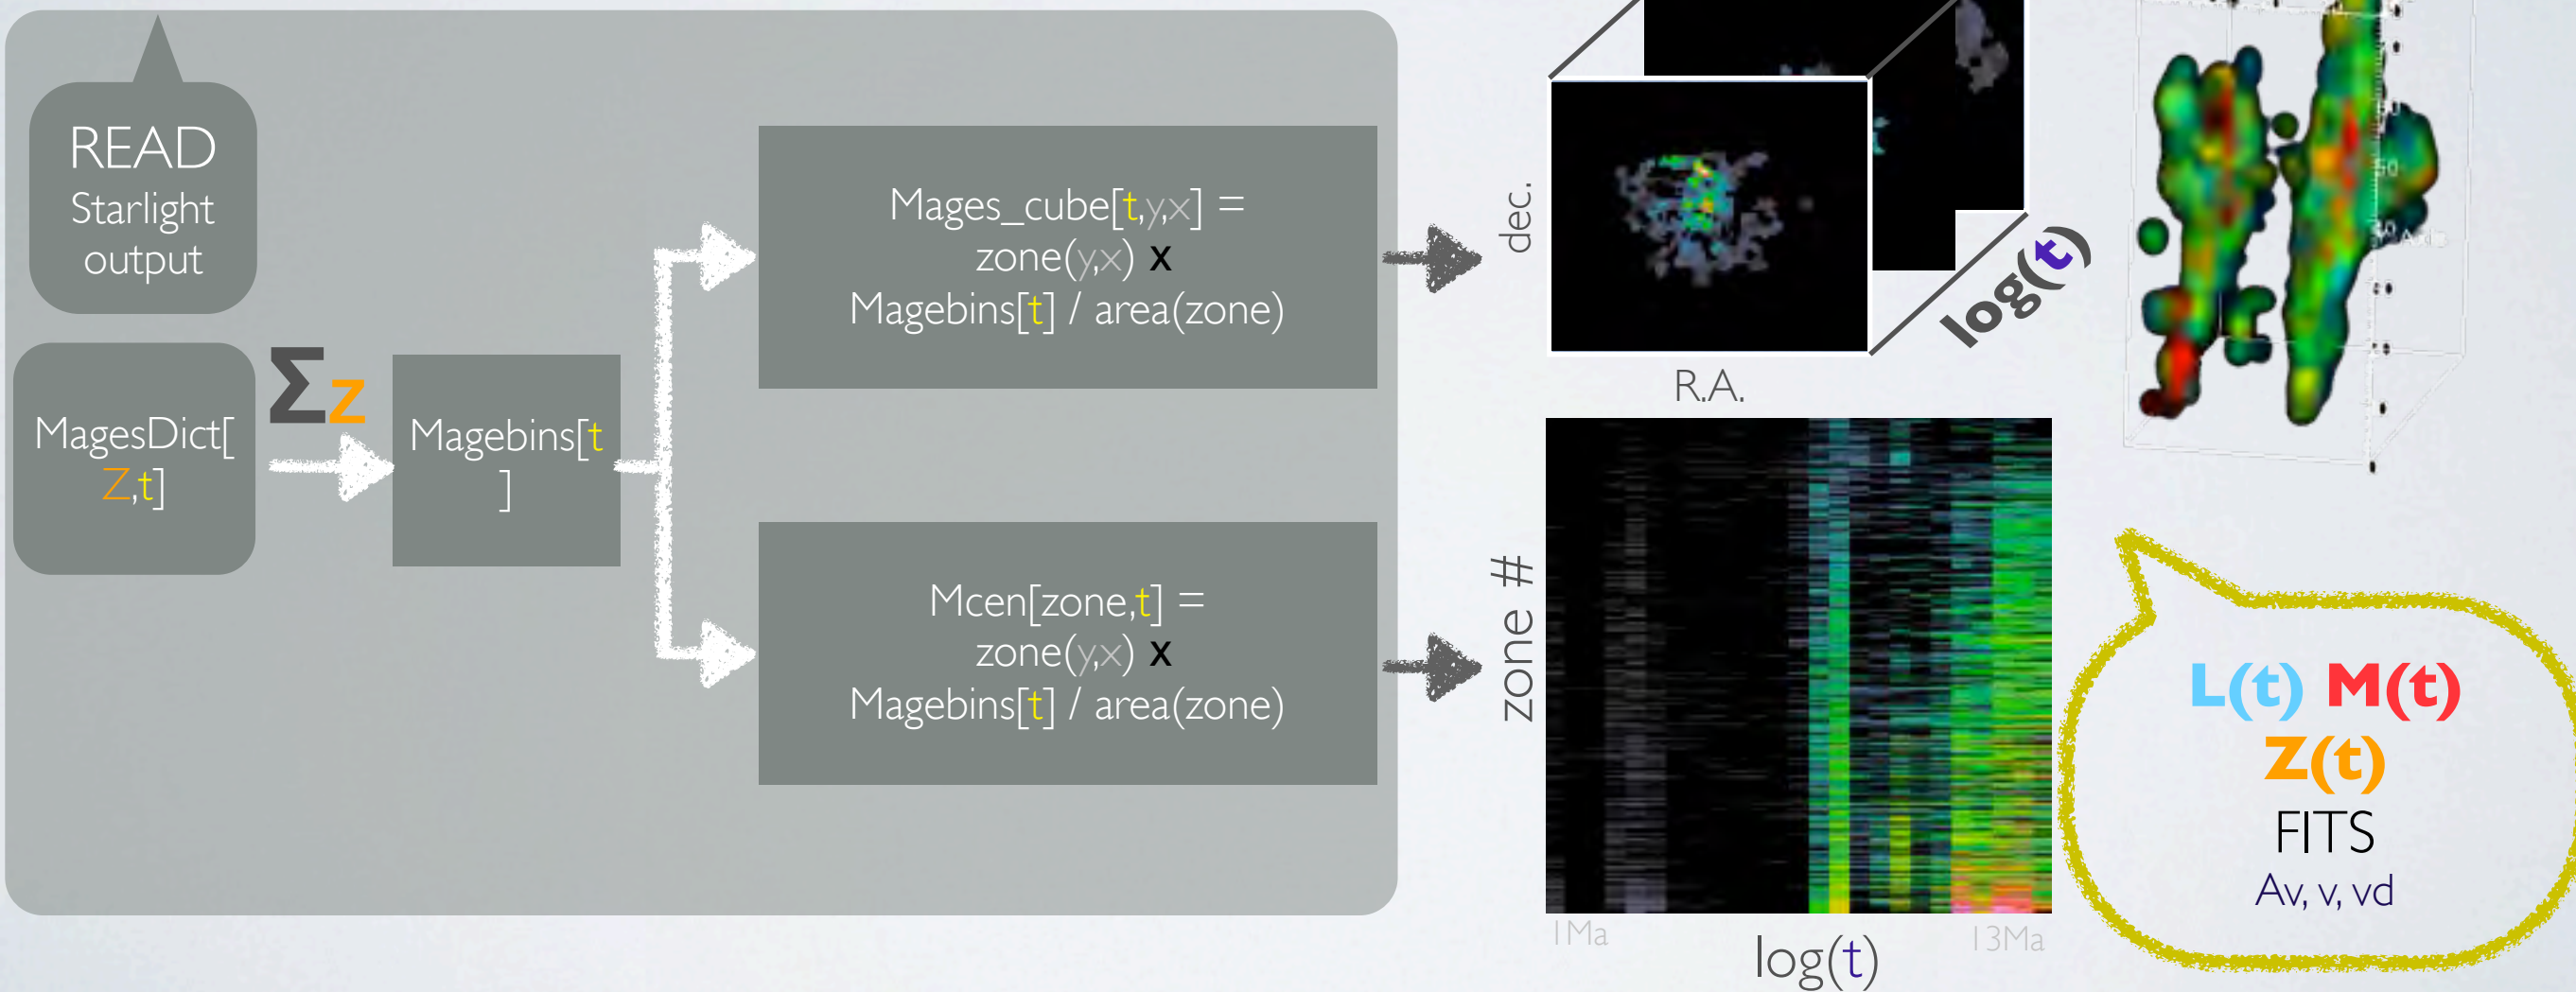 READ
Starlight
output
MagesDict[
Z,t]
Σz
Magebins[t
]
Mages_cube[t,y,x] =
zone(y,x) x
Magebins[t] / area(zone)
Mcen[zone,t] =
zone(y,x) x
Magebins[t] / area(zone)
dec.
R.A.
log(t)
zone #
1Ma
13Ma
log(t)
L(t) M(t)
Z(t)
FITS
Av, v, vd